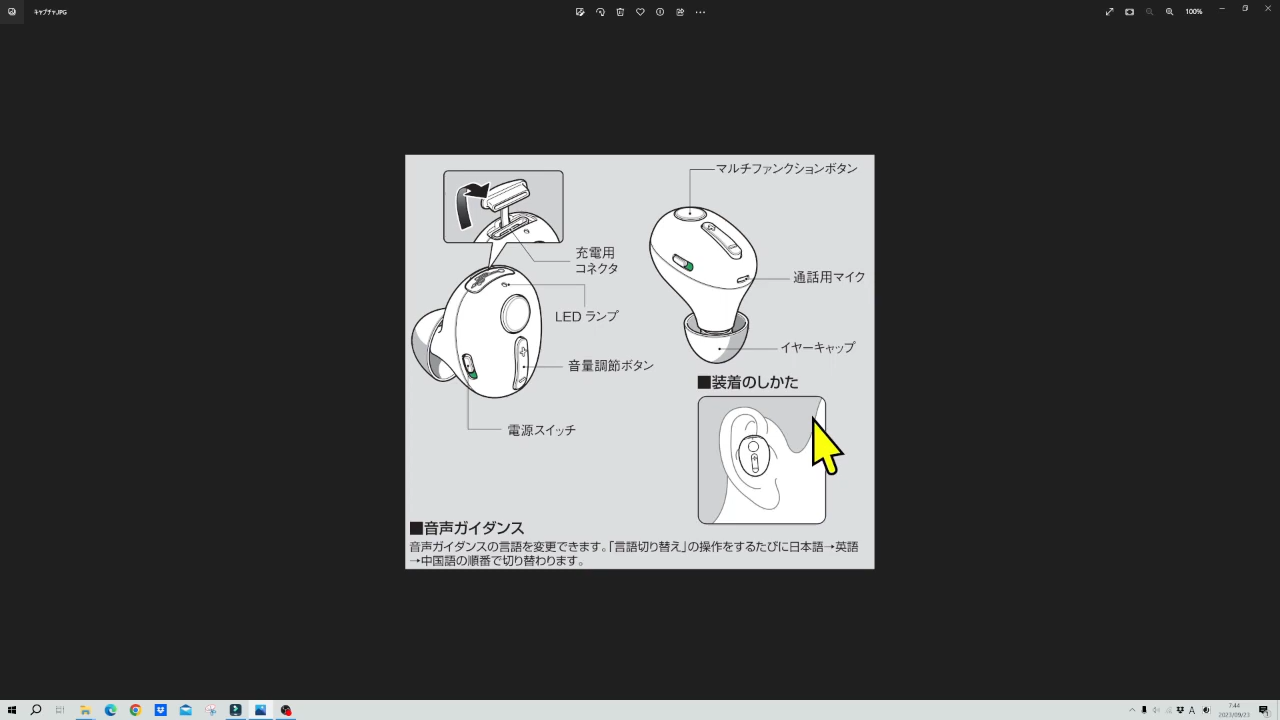 キャプチャ.JPG
100%
マルチファンクションボタン
充電用
コネクタ
通話用マイク
LED ランプ
イヤーキャップ
音量調節ボタン
■装着のしかた
電源スイッチ
■音声ガイダンス
音声ガイダンスの言語を変更できます。「言語切り替え」の操作をするたびに日本語→英語
→中国語の順番で切り替わります。
A
7:44
2023/09/23